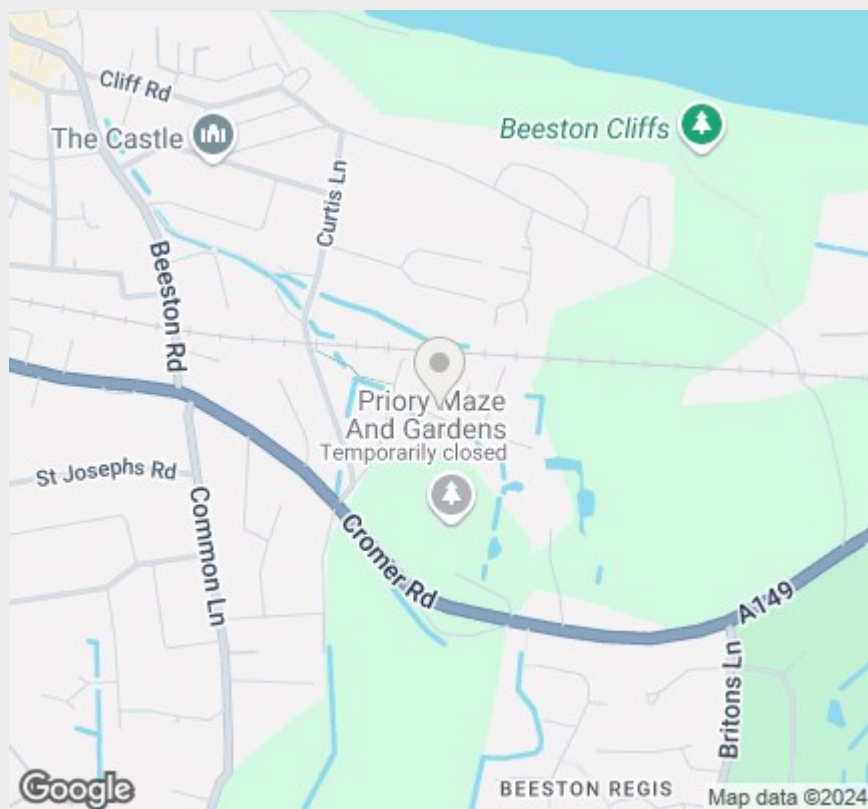 Cliff Rd
The Castle
Beeston Cliffs
Curtis Ln
Beeston Rd
Priory Maze
And Gardens
Temporarily closed
St Josephs Rd
Common Ln
Cromer Rd
A149
Britons Ln
BEESTON REGIS
Google
Map data ©2024